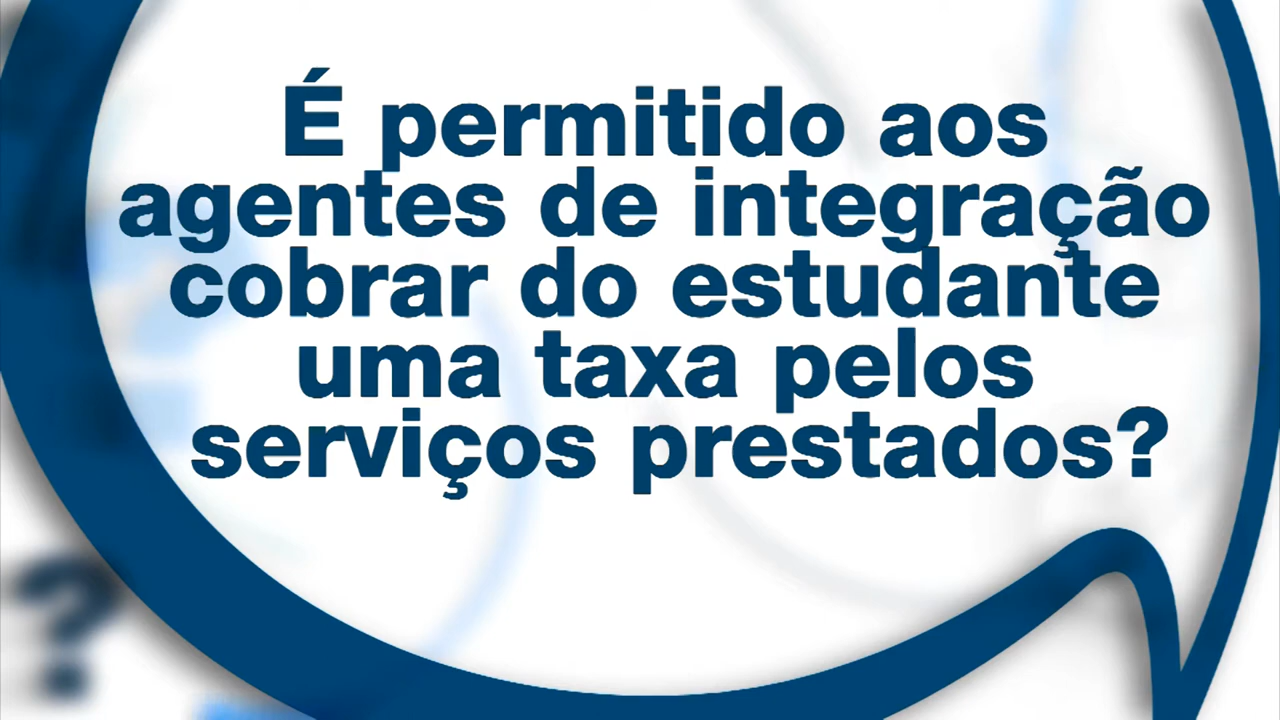 É permitido aos
agentes de integração
cobrar do estudante
uma taxa pelos
serviços prestados?
?